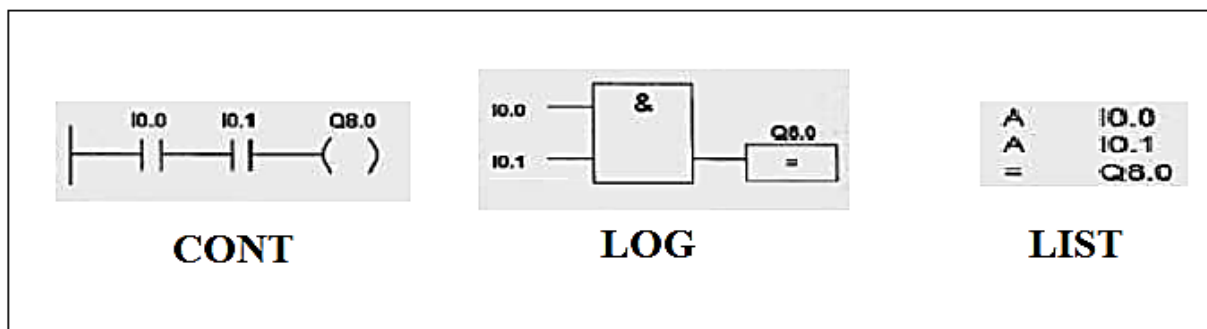 I0.0 I0.1 Q8.0
CONT
&
I0.0
Q8.0
I0.1
=
LOG
A I0.0
A I0.1
= Q8.0
LIST